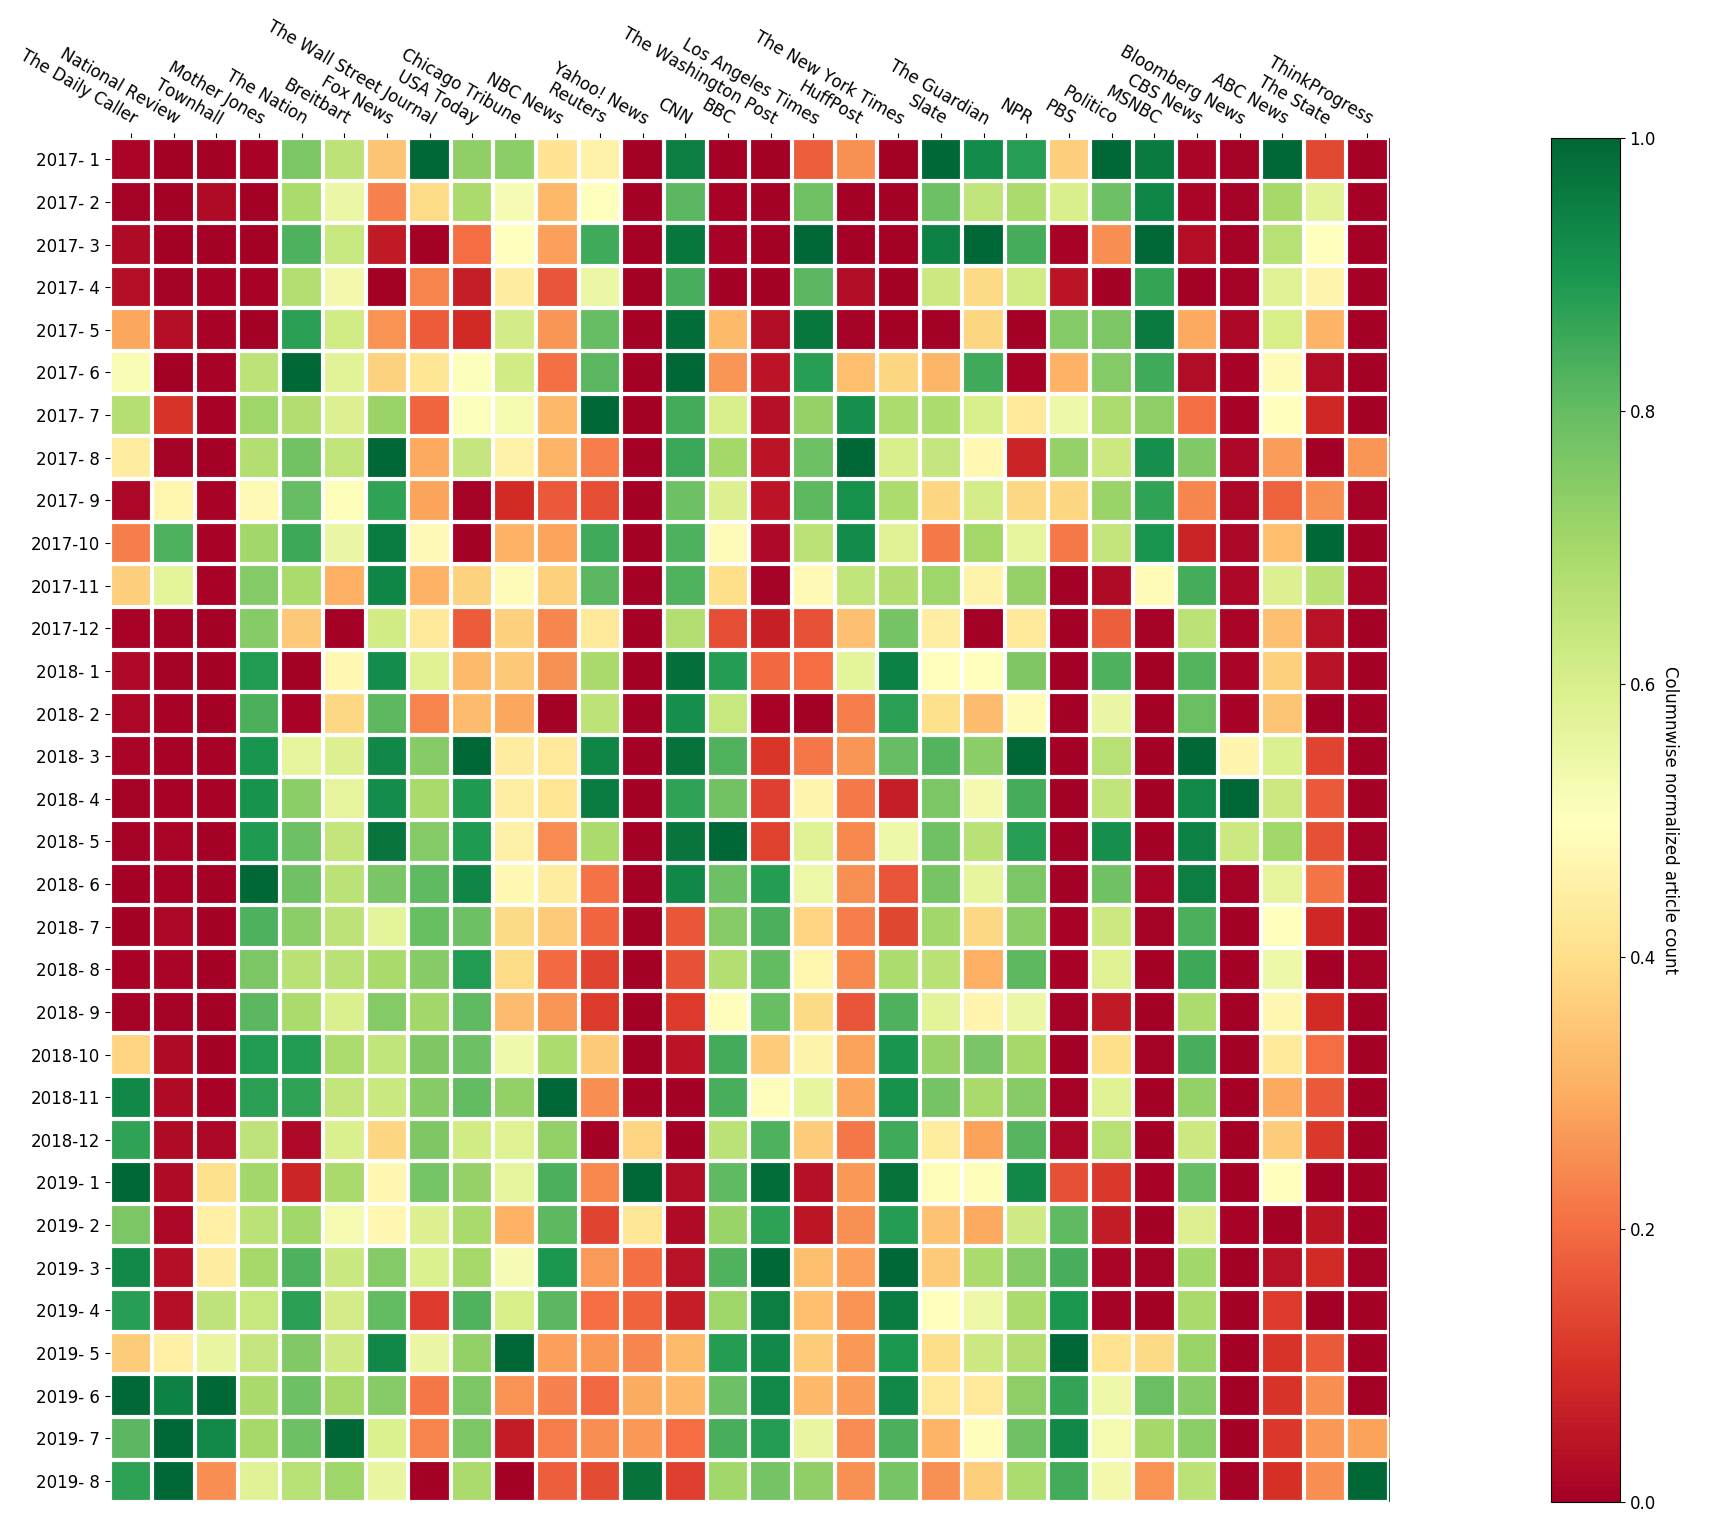 The Daily Caller
National Review
Townhall
Mother Jones
The Nation
Breitbart
Fox News
The Wall Street Journal
USA Today
Chicago Tribune
NBC News
Reuters
Yahoo! News
CNN
BBC
The Washington Post
Los Angeles Times
HuffPost
The New York Times
Slate
The Guardian
NPR
PBS
Politico
MSNBC
CBS News
Bloomberg News
ABC News
The State
ThinkProgress
2017- 1
2017- 2
2017- 3
2017- 4
2017- 5
2017- 6
2017- 7
2017- 8
2017- 9
2017-10
2017-11
2017-12
2018- 1
2018- 2
2018- 3
2018- 4
2018- 5
2018- 6
2018- 7
2018- 8
2018- 9
2018-10
2018-11
2018-12
2019- 1
2019- 2
2019- 3
2019- 4
2019- 5
2019- 6
2019- 7
2019- 8
1.0
0.8
0.6
0.4
0.2
0.0
Columnwise normalized article count